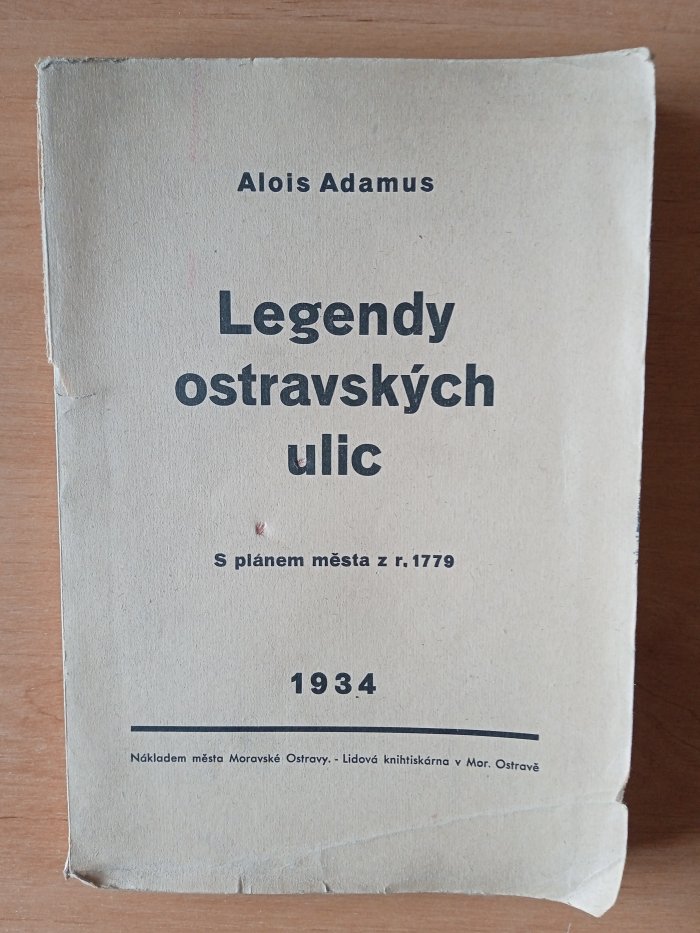 Alois Adamus
Legendy
ostravských
ulic
S plánem města z r. 1779
1934
Nákladem města Moravské Ostravy. - Lidová knihtiskárna v Mor. Ostravě